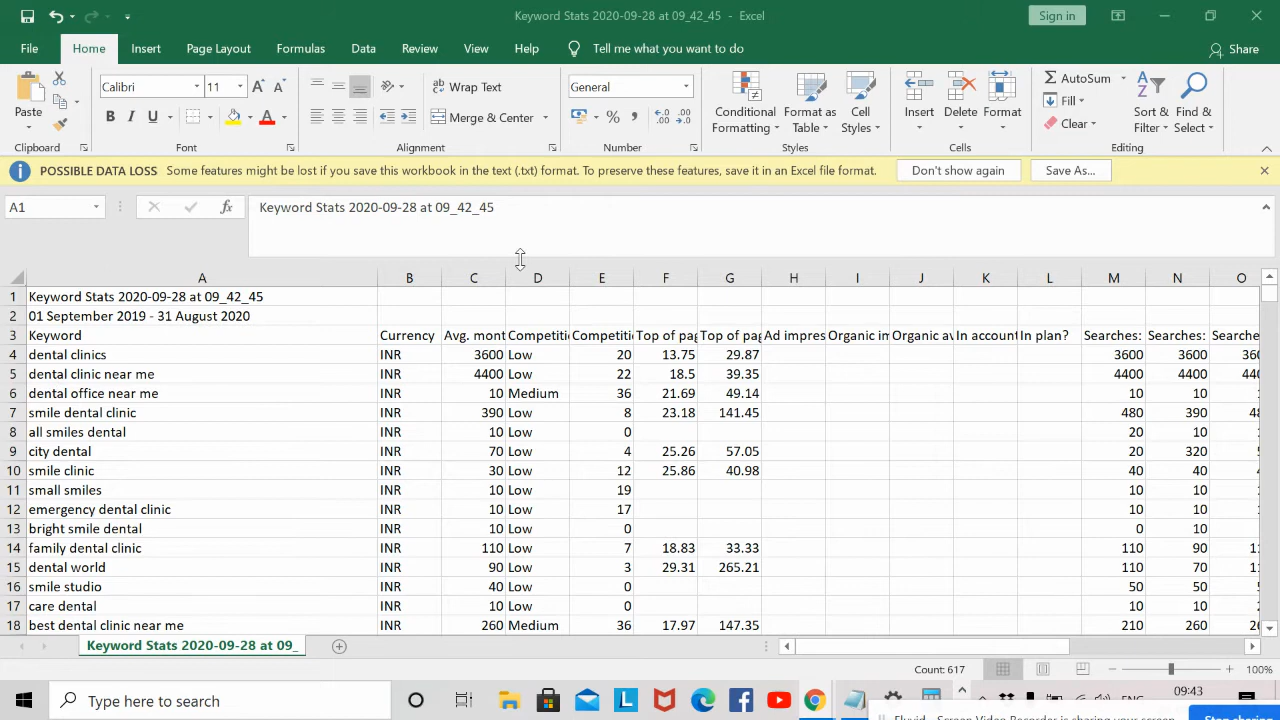 Keyword Stats 2020-09-28 at 09_42_45 - Excel
Sign in
File Home Insert Page Layout Formulas Data Review View Help Tell me what you want to do Share
Paste Calibri 11 Wrap Text General Conditional Formatting Format as Table Cell Styles Insert Delete Format AutoSum Sort & Filter Find & Select
B I U Merge & Center % , Fill
Clear
Clipboard Font Alignment Number Styles Cells Editing
POSSIBLE DATA LOSS Some features might be lost if you save this workbook in the text (.txt) format. To preserve these features, save it in an Excel file format. Don't show again Save As...
A1 fx Keyword Stats 2020-09-28 at 09_42_45
A B C D E F G H I J K L M N O
1 Keyword Stats 2020-09-28 at 09_42_45
2 01 September 2019 - 31 August 2020
3 Keyword Currency Avg. mont Competitio Competitio Top of pag Top of pag Ad impres Organic im Organic av In account In plan? Searches: Searches: Searche
4 dental clinics INR 3600 Low 20 13.75 29.87 3600 3600 360
5 dental clinic near me INR 4400 Low 22 18.5 39.35 4400 4400 440
6 dental office near me INR 10 Medium 36 21.69 49.14 10 10 10
7 smile dental clinic INR 390 Low 8 23.18 141.45 480 390 48
8 all smiles dental INR 10 Low 0 20 10 1
9 city dental INR 70 Low 4 25.26 57.05 20 320 5
10 smile clinic INR 30 Low 12 25.86 40.98 40 40 4
11 small smiles INR 10 Low 19 10 10 1
12 emergency dental clinic INR 10 Low 17 10 10 1
13 bright smile dental INR 10 Low 0 0 10 1
14 family dental clinic INR 110 Low 7 18.83 33.33 110 90 11
15 dental world INR 90 Low 3 29.31 265.21 110 70 11
16 smile studio INR 40 Low 0 50 50 5
17 care dental INR 10 Low 0 10 10 1
18 best dental clinic near me INR 260 Medium 36 17.97 147.35 210 260 26
Keyword Stats 2020-09-28 at 09_
Count: 617 100%
Type here to search ENG 09:43